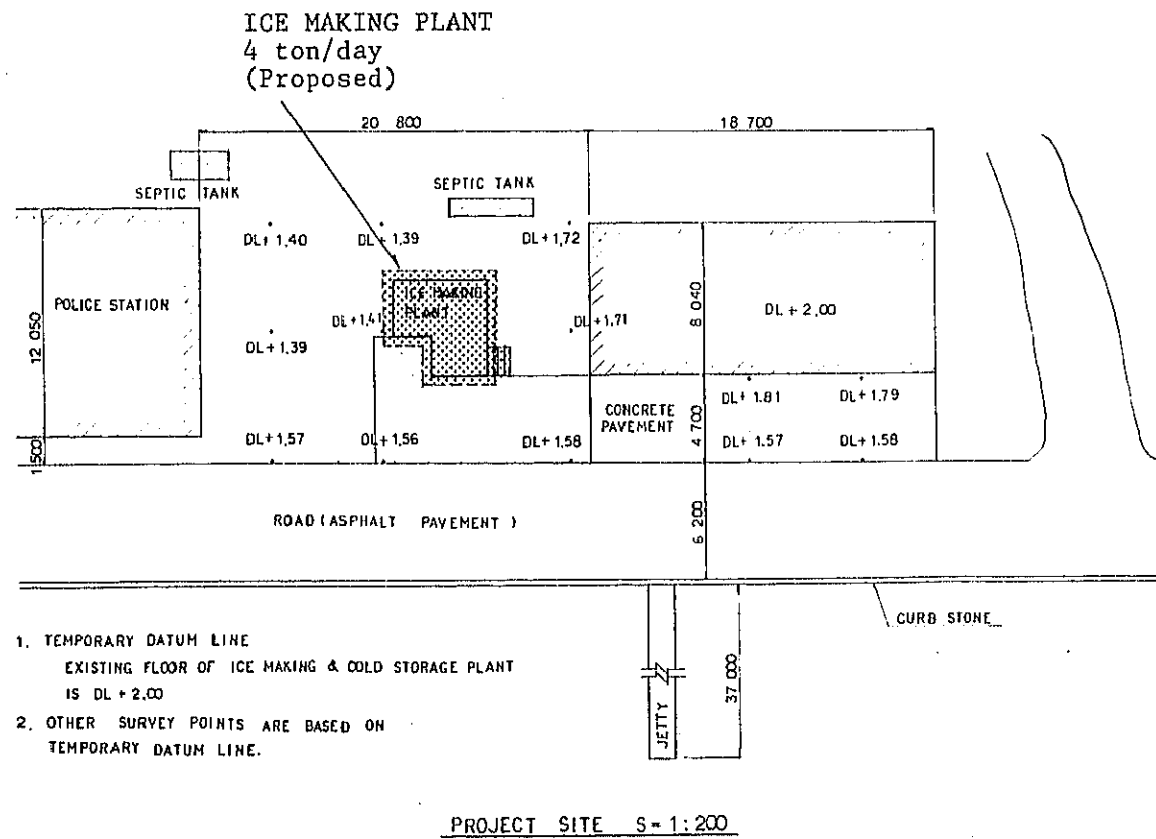 ICE MAKING PLANT
4 ton/day
(Proposed)
20 800
18 700
SEPTIC TANK
SEPTIC TANK
DL+ 1,40
DL+ 1,39
DL+1,72
POLICE STATION
ICE MAKING
PLANT
DL+1,41
DL+1,71
8 040
DL+2,00
12 050
DL+1,39
CONCRETE
PAVEMENT
DL+ 1.81
DL+1,79
4 700
DL+1,57
DL+1,56
DL+1,58
DL+ 1.57
DL+ 1.58
1,500
ROAD (ASPHALT PAVEMENT)
6 200
CURB STONE
JETTY
37 000
1. TEMPORARY DATUM LINE
EXISTING FLOOR OF ICE MAKING & COLD STORAGE PLANT
IS DL + 2,00
2. OTHER SURVEY POINTS ARE BASED ON
TEMPORARY DATUM LINE.
PROJECT SITE S=1:200